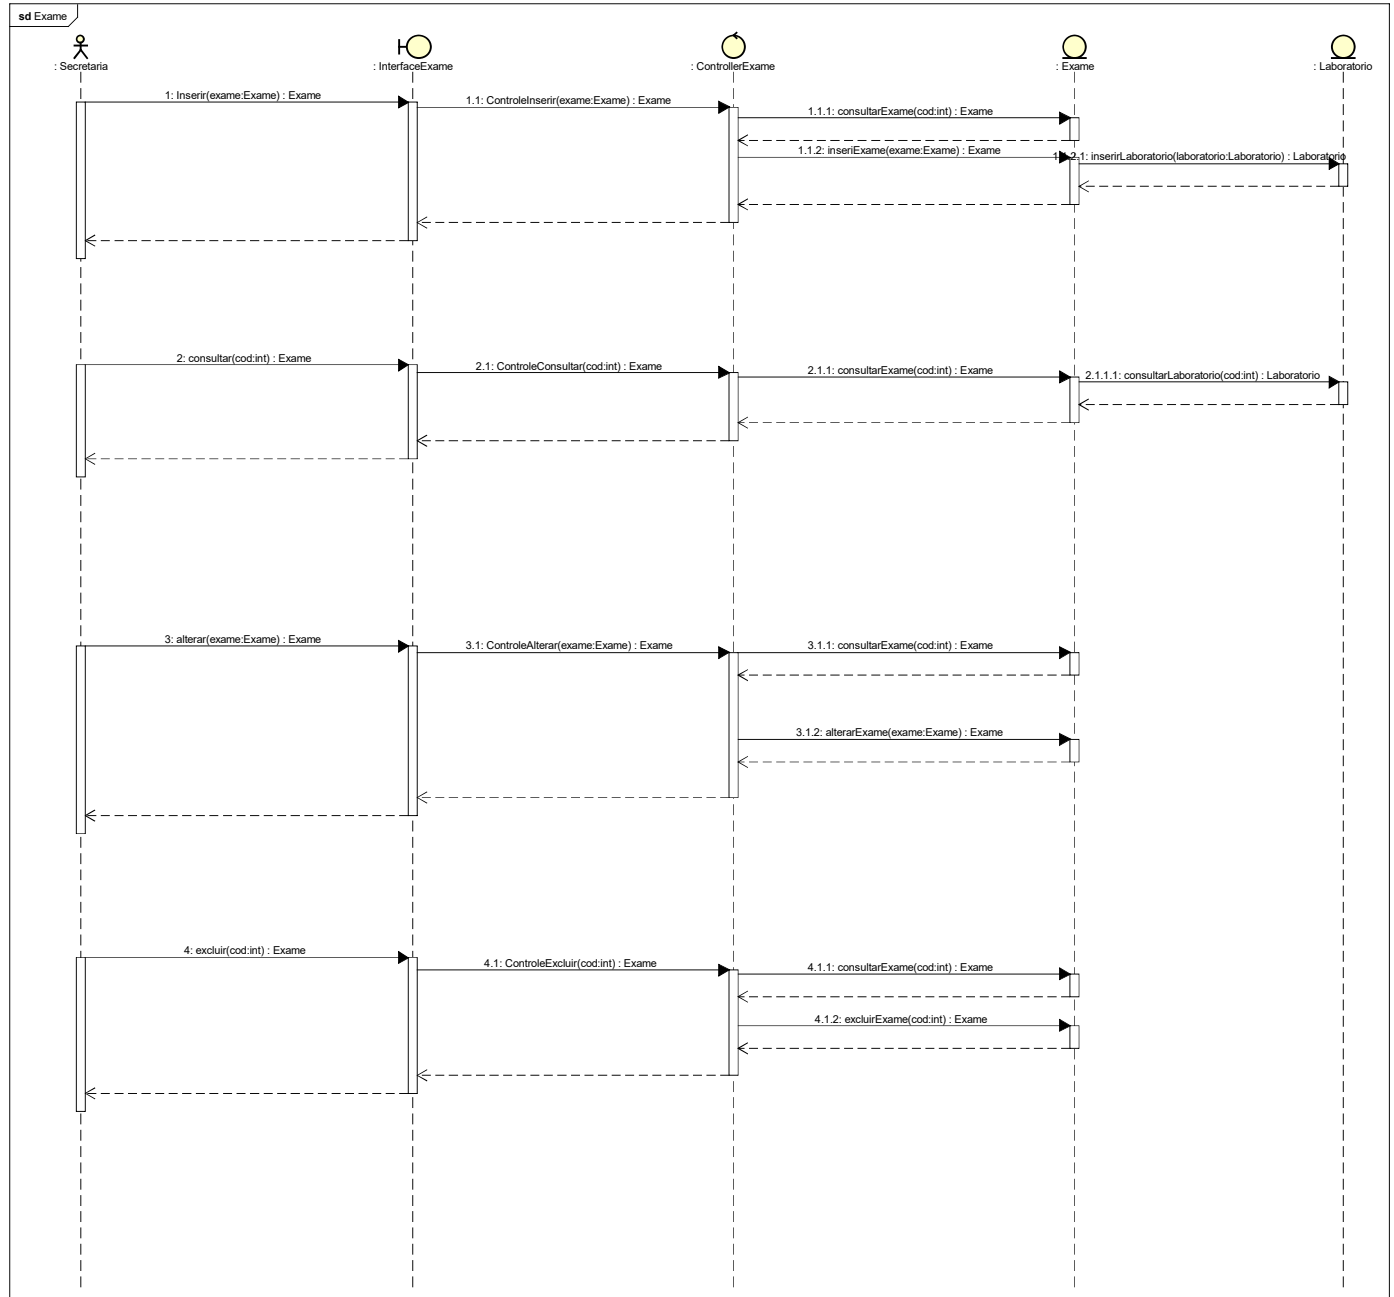 sd Exame
: Secretaria
: InterfaceExame
: ControllerExame
: Exame
: Laboratorio
1: Inserir(exame:Exame) : Exame
1.1: ControleInserir(exame:Exame) : Exame
1.1.1: consultarExame(cod:int) : Exame
1.1.2: inseriExame(exame:Exame) : Exame
1.1.2.1: inserirLaboratorio(laboratorio:Laboratorio) : Laboratorio
2: consultar(cod:int) : Exame
2.1: ControleConsultar(cod:int) : Exame
2.1.1: consultarExame(cod:int) : Exame
2.1.1.1: consultarLaboratorio(cod:int) : Laboratorio
3: alterar(exame:Exame) : Exame
3.1: ControleAlterar(exame:Exame) : Exame
3.1.1: consultarExame(cod:int) : Exame
3.1.2: alterarExame(exame:Exame) : Exame
4: excluir(cod:int) : Exame
4.1: ControleExcluir(cod:int) : Exame
4.1.1: consultarExame(cod:int) : Exame
4.1.2: excluirExame(cod:int) : Exame